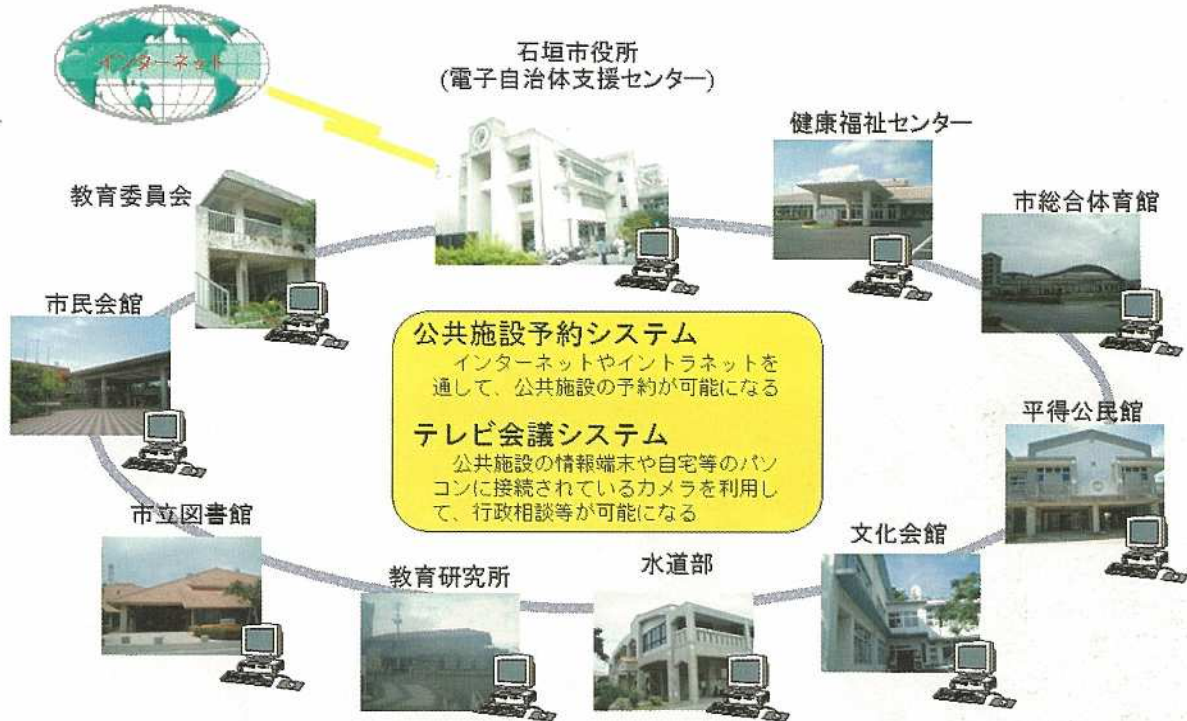 インターネット
石垣市役所
(電子自治体支援センター)
健康福祉センター
教育委員会
市総合体育館
市民会館
公共施設予約システム
インターネットやイントラネットを
通して、公共施設の予約が可能になる
テレビ会議システム
公共施設の情報端末や自宅等のパソ
コンに接続されているカメラを利用し
て、行政相談等が可能になる
平得公民館
市立図書館
文化会館
教育研究所
水道部